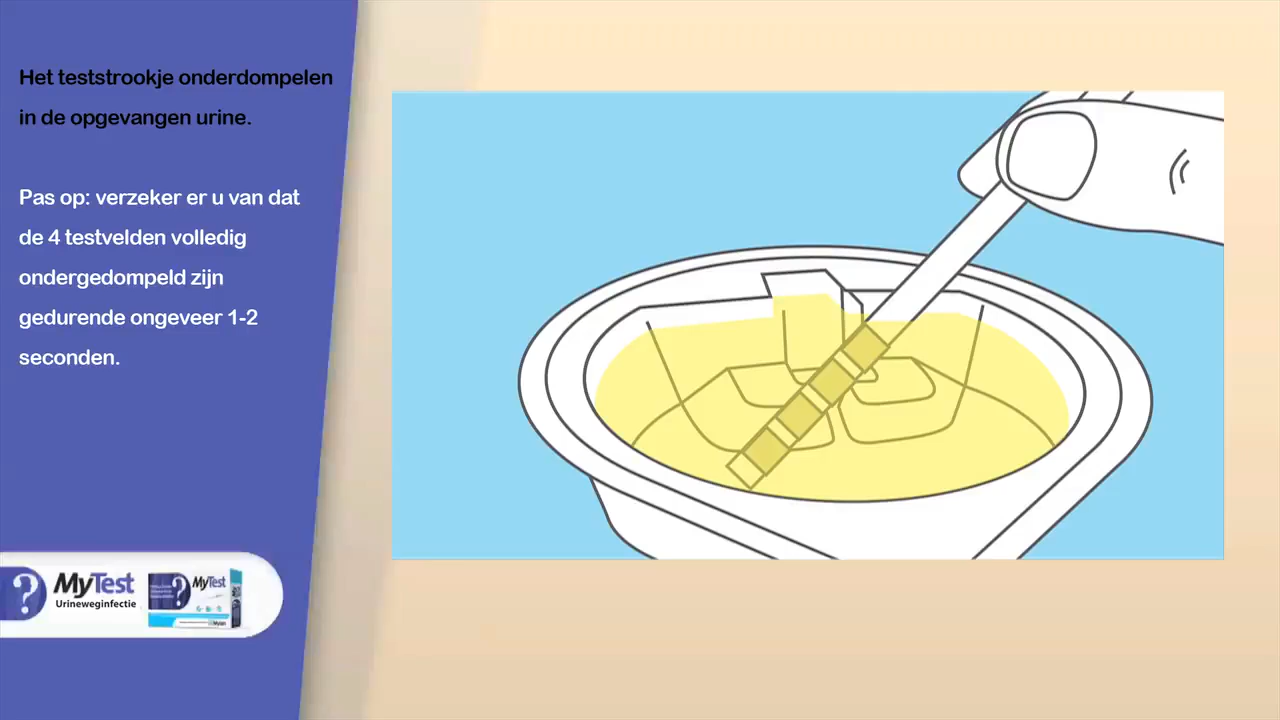 Het teststrookje onderdompelen
in de opgevangen urine.
Pas op: verzeker er u van dat
de 4 testvelden volledig
ondergedompeld zijn
gedurende ongeveer 1-2
seconden.
?
MyTest
Urineweginfectie
?
MyTest
Mylan